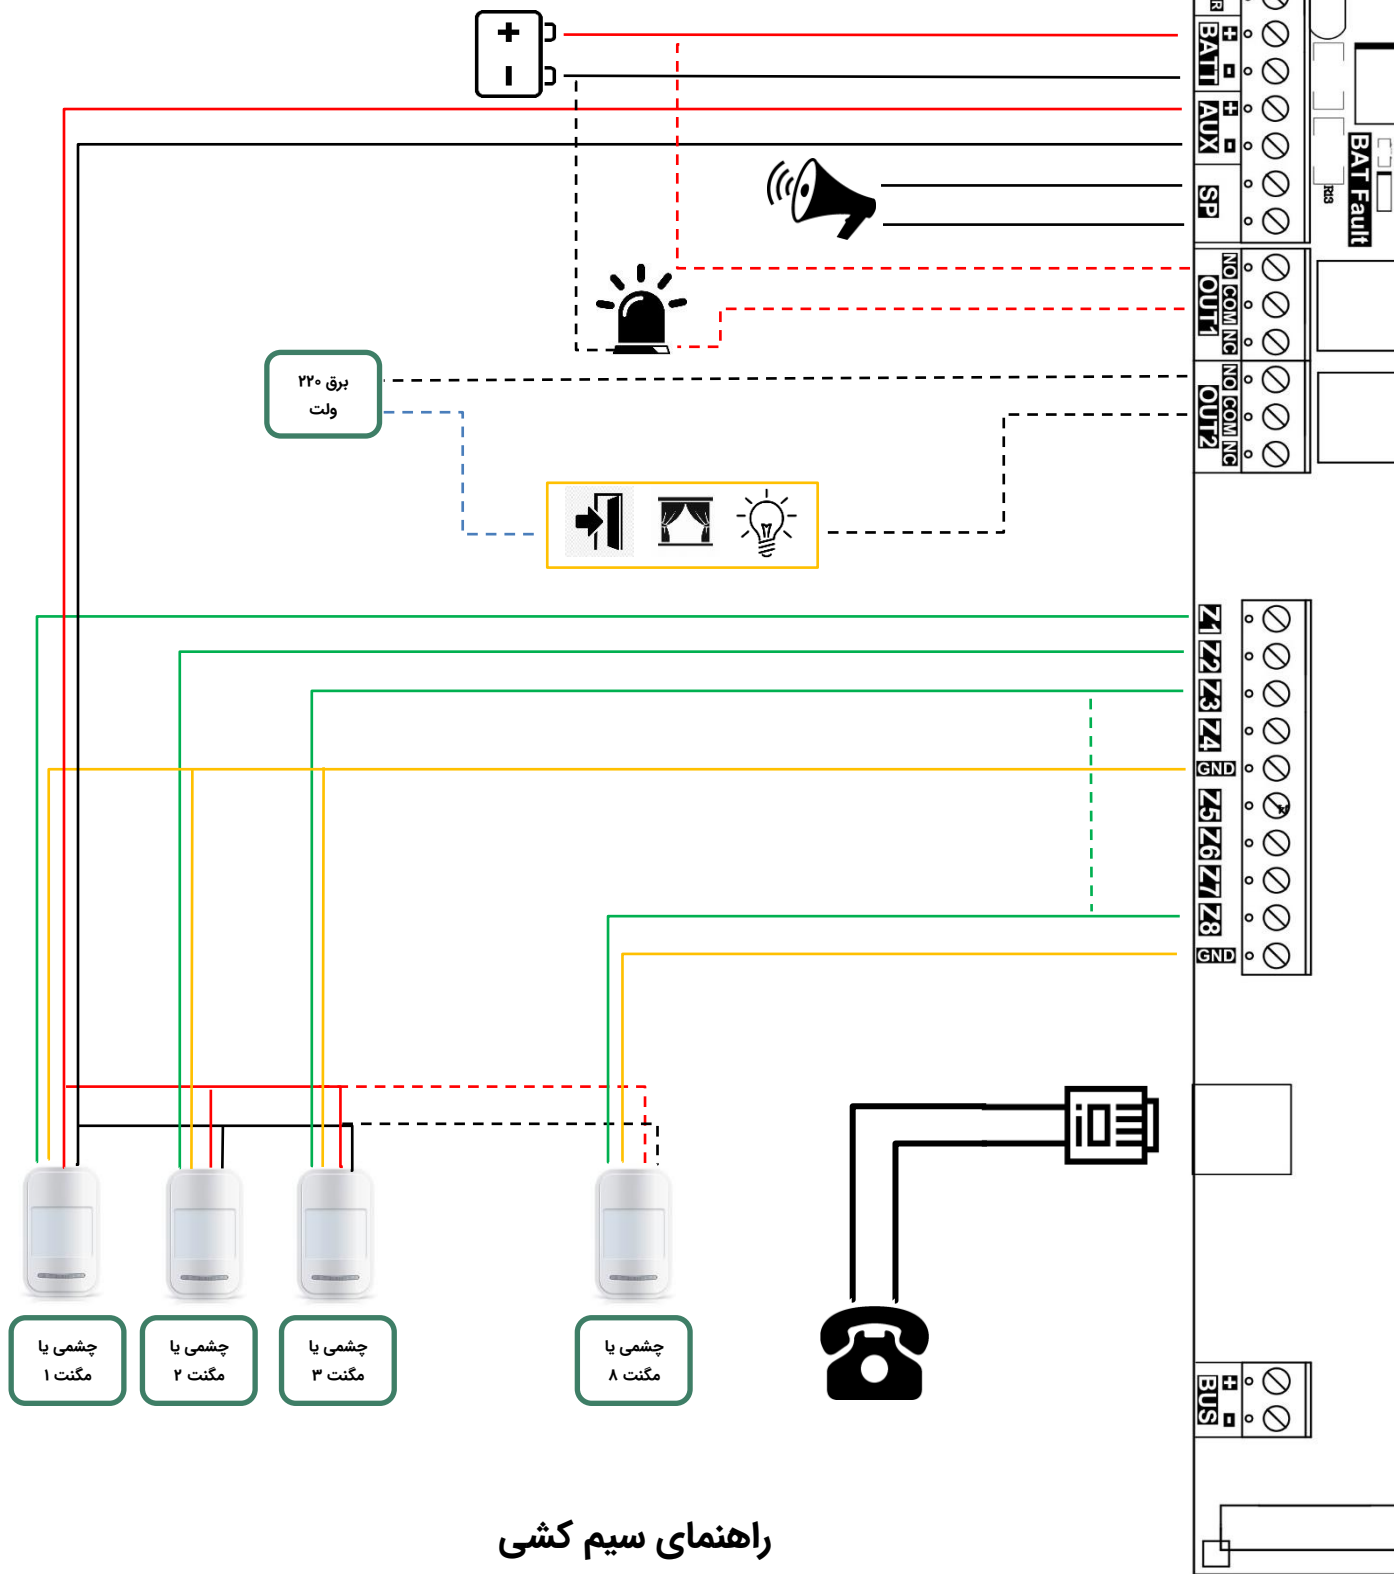 BATT + -
AUX + -
SP
BAT Fault
R13
OUT1 NO COM NC
OUT2 NO COM NC
برق ۲۲۰
ولت
Z1
Z2
Z3
Z4
GND
Z5
Z6
Z7
Z8
GND
چشمی یا
مگنت ۱
چشمی یا
مگنت ۲
چشمی یا
مگنت ۳
چشمی یا
مگنت ۸
BUS + -
راهنمای سیم کشی